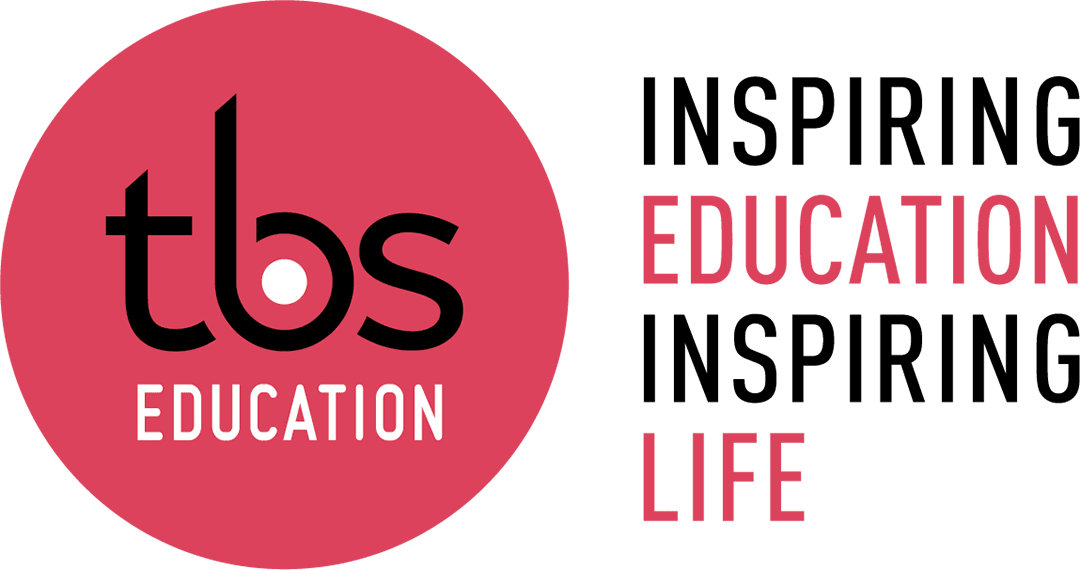 tbs
EDUCATION
INSPIRING
EDUCATION
INSPIRING
LIFE